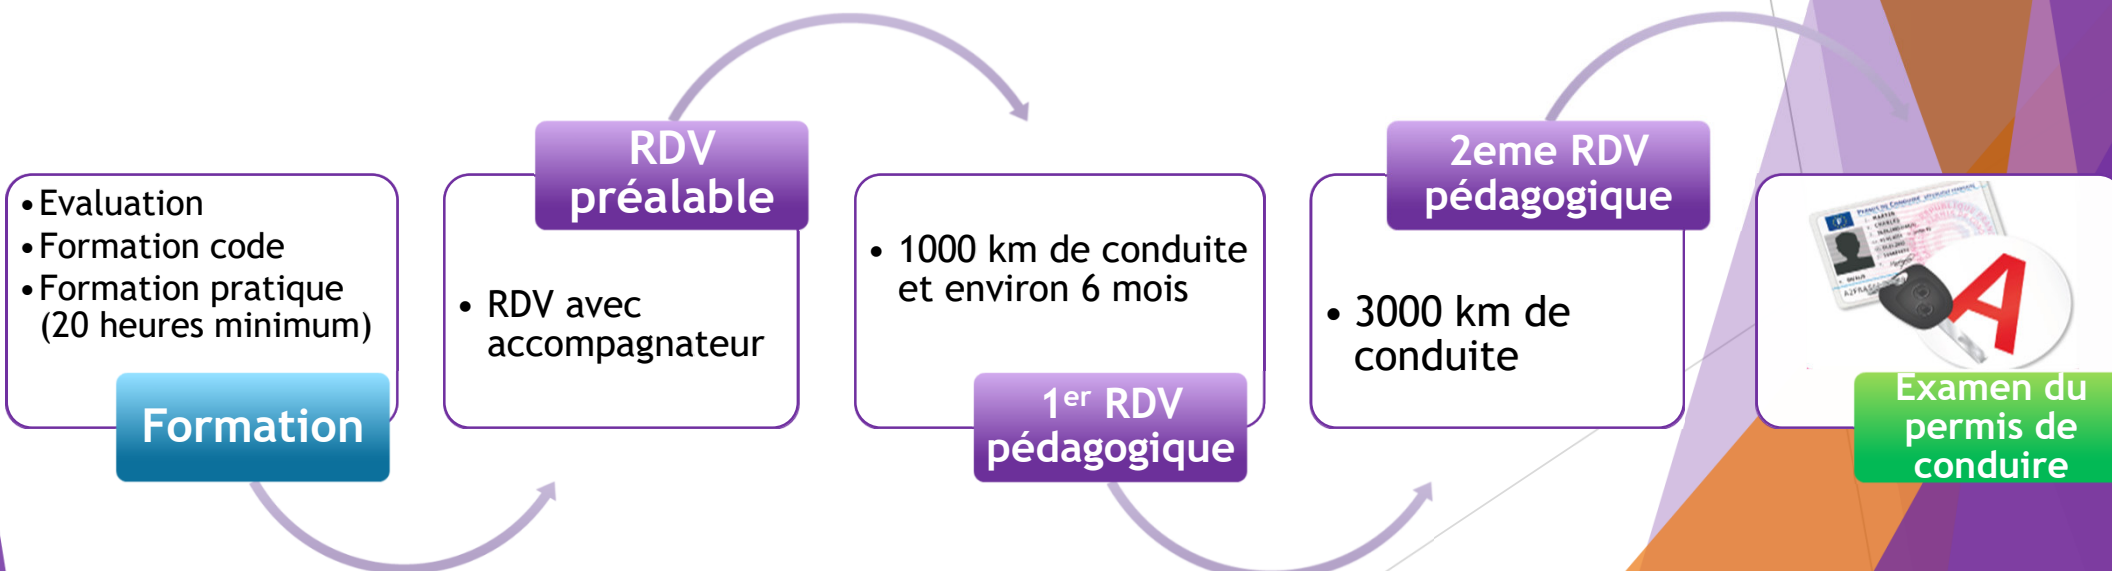 • Evaluation
• Formation code
• Formation pratique
(20 heures minimum)
Formation
RDV
préalable
• RDV avec
accompagnateur
• 1000 km de conduite
et environ 6 mois
1er RDV
pédagogique
2eme RDV
pédagogique
• 3000 km de
conduite
MARTIN
A
Examen du
permis de
conduire